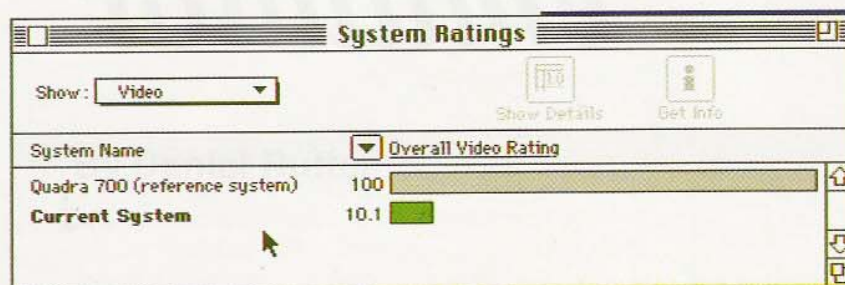 System Ratings
Show: Video
Show Details
Get Info
System Name
Overall Video Rating
Quadra 700 (reference system) 100
Current System 10.1